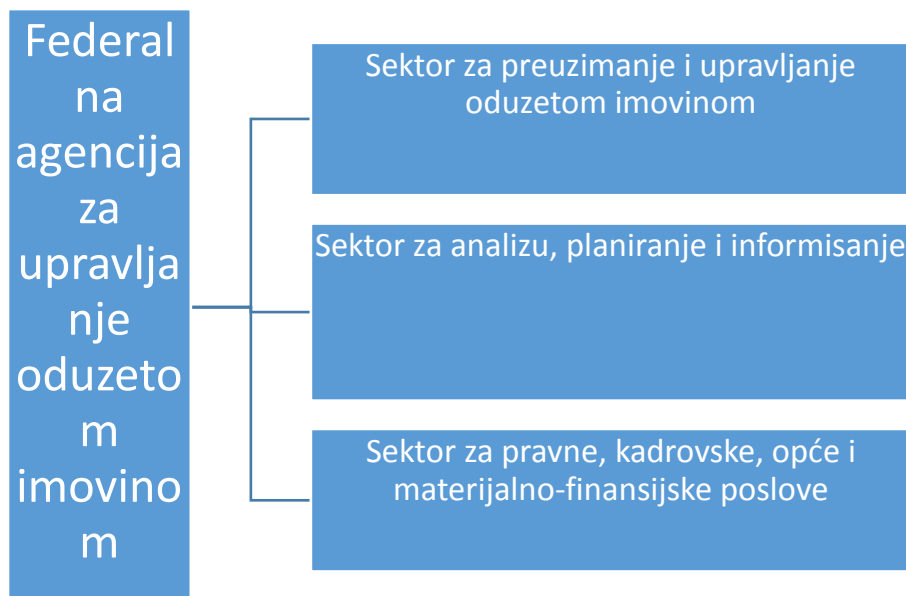 Federal
na
agencija
za
upravlja
nje
oduzeto
m
imovino
m
Sektor za preuzimanje i upravljanje
oduzetom imovinom
Sektor za analizu, planiranje i informisanje
Sektor za pravne, kadrovske, opće i
materijalno-finansijske poslove